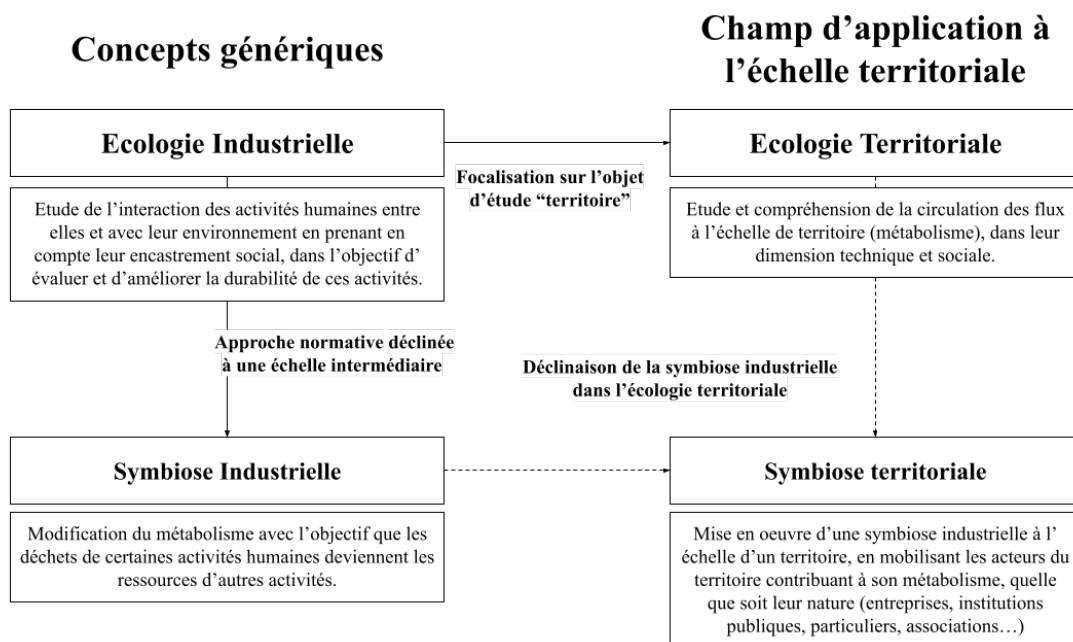 Concepts génériques
Champ d’application à
l’échelle territoriale
Ecologie Industrielle
Ecologie Territoriale
Focalisation sur l’objet
d’étude “territoire”
Etude de l’interaction des activités humaines entre
elles et avec leur environnement en prenant en
compte leur encastrement social, dans l’objectif d’
évaluer et d’améliorer la durabilité de ces activités.
Etude et compréhension de la circulation des flux
à l’échelle de territoire (métabolisme), dans leur
dimension technique et sociale.
Approche normative déclinée
à une échelle intermédiaire
Déclinaison de la symbiose industrielle
dans l’écologie territoriale
Symbiose Industrielle
Symbiose territoriale
Modification du métabolisme avec l’objectif que les
déchets de certaines activités humaines deviennent les
ressources d’autres activités.
Mise en oeuvre d’une symbiose industrielle à l’
échelle d’un territoire, en mobilisant les acteurs du
territoire contribuant à son métabolisme, quelle
que soit leur nature (entreprises, institutions
publiques, particuliers, associations…)